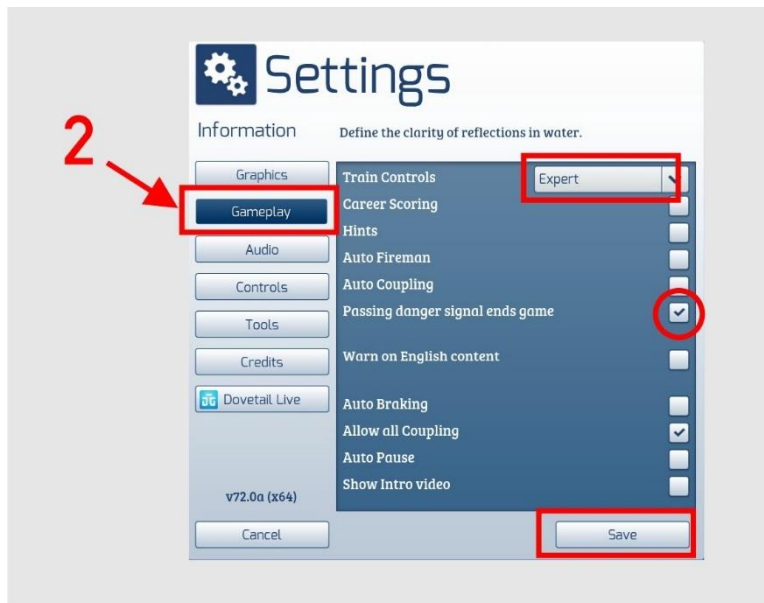 Settings
Information
Define the clarity of reflections in water.
2
Graphics
Gameplay
Audio
Controls
Tools
Credits
Dovetail Live
v72.0a (x64)
Cancel
Train Controls
Expert
Career Scoring
Hints
Auto Fireman
Auto Coupling
Passing danger signal ends game
Warn on English content
Auto Braking
Allow all Coupling
Auto Pause
Show Intro video
Save